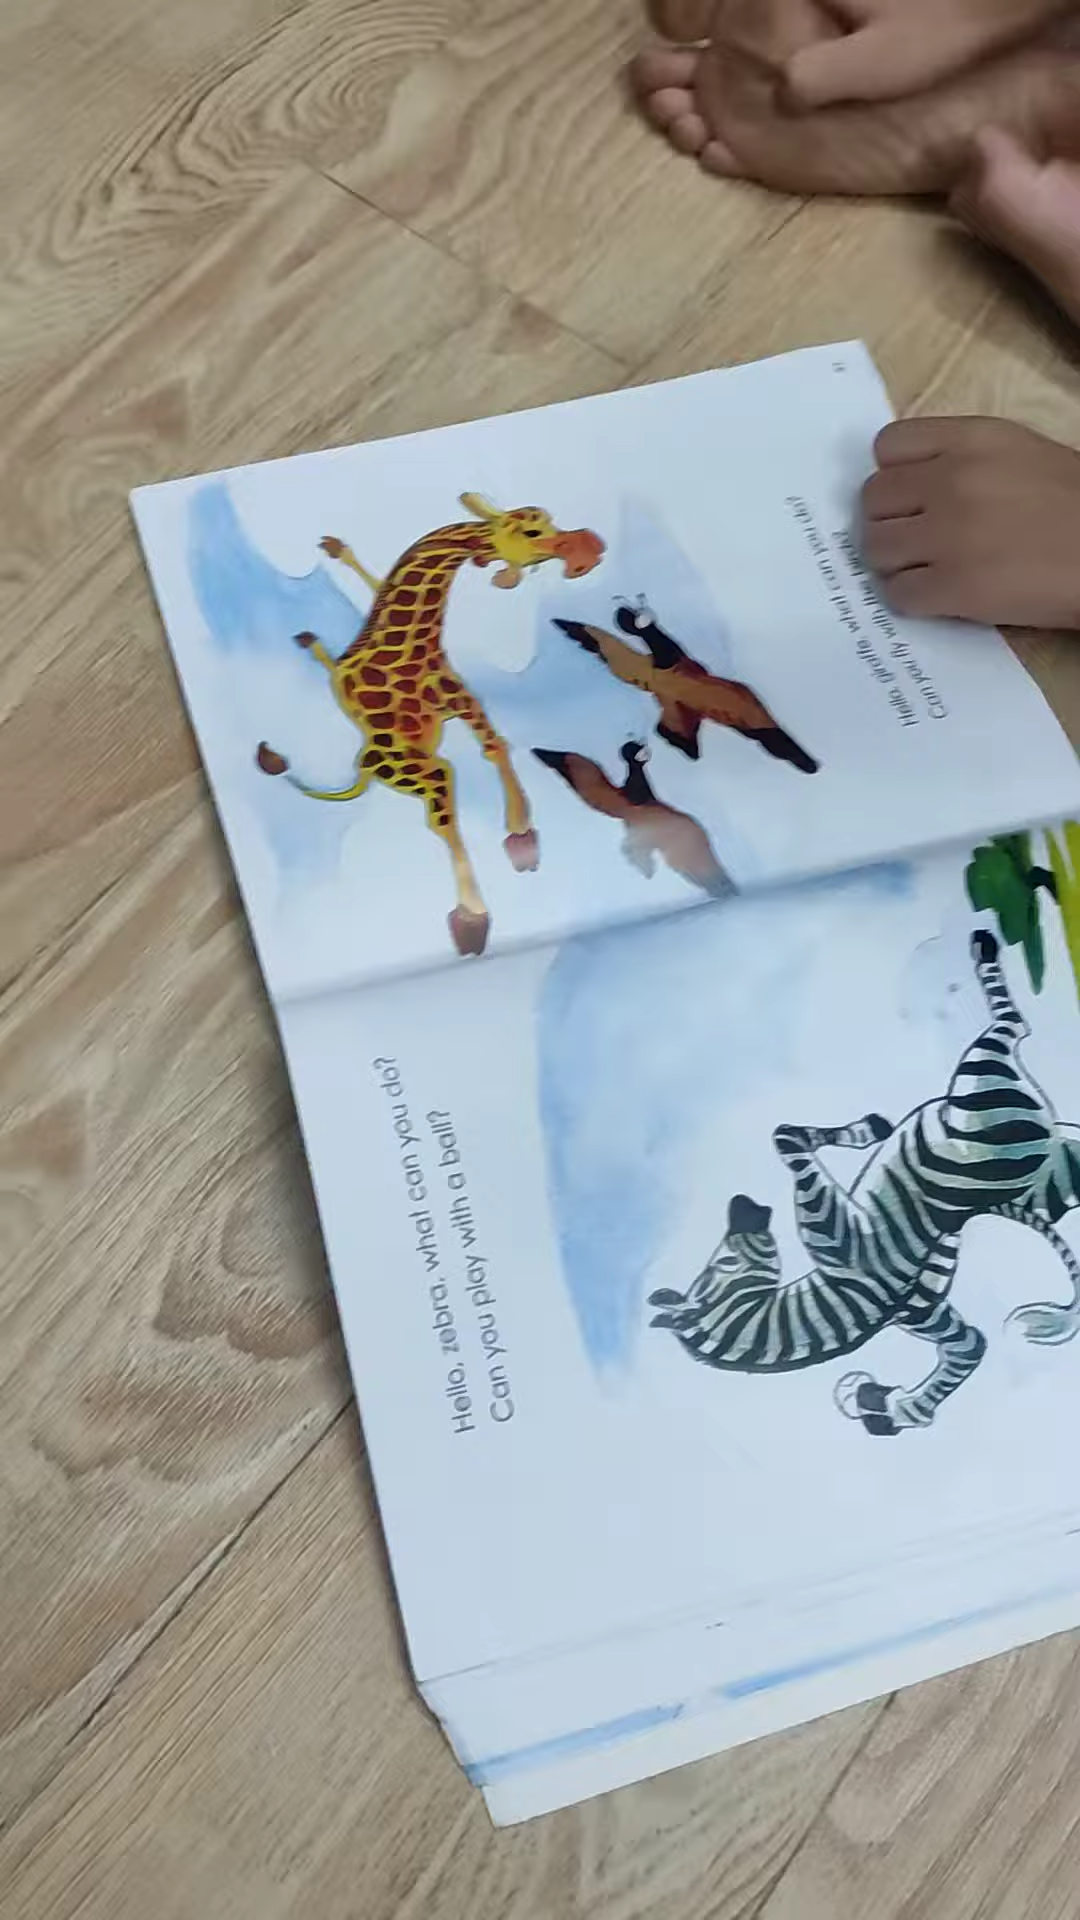 Hello, giraffe, what can you do?
Can you fly with the birds?
Hello, zebra, what can you do?
Can you play with a ball?